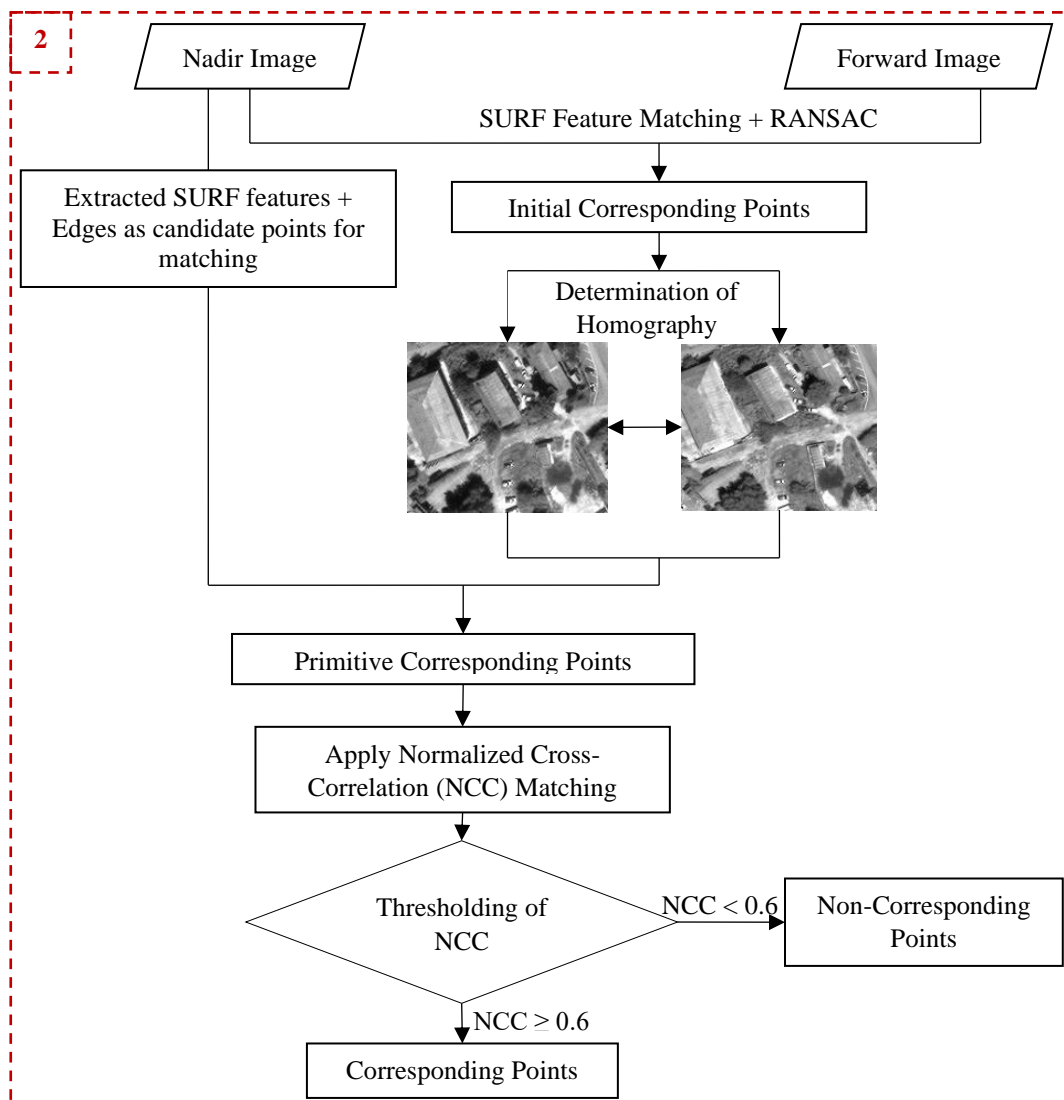 2
Nadir Image
Forward Image
SURF Feature Matching + RANSAC
Extracted SURF features +
Edges as candidate points for
matching
Initial Corresponding Points
Determination of
Homography
Primitive Corresponding Points
Apply Normalized Cross-
Correlation (NCC) Matching
Thresholding of
NCC
NCC < 0.6
Non-Corresponding
Points
NCC ≥ 0.6
Corresponding Points